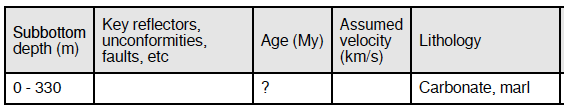 Subbottom depth (m)
Key reflectors, unconformities, faults, etc
Age (My)
Assumed velocity (km/s)
Lithology
0 - 330
?
Carbonate, marl